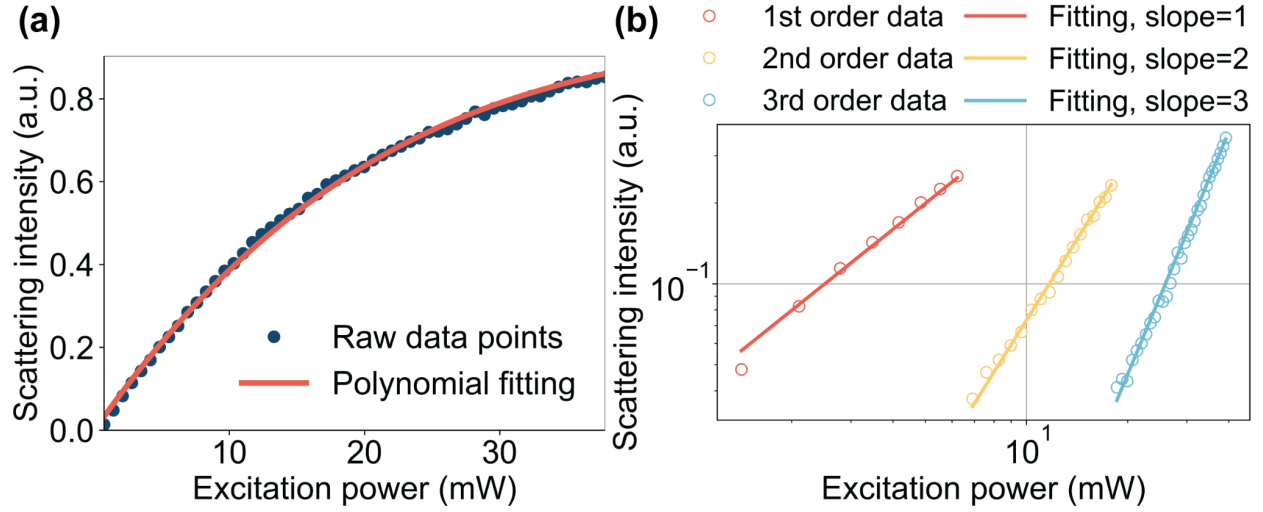 (a)
Scattering intensity (a.u.)
0.8
0.6
0.4
0.2
0.0
Raw data points
Polynomial fitting
10 20 30
Excitation power (mW)
(b)
1st order data Fitting, slope=1
2nd order data Fitting, slope=2
3rd order data Fitting, slope=3
Scattering intensity (a.u.)
10⁻¹
10¹
Excitation power (mW)